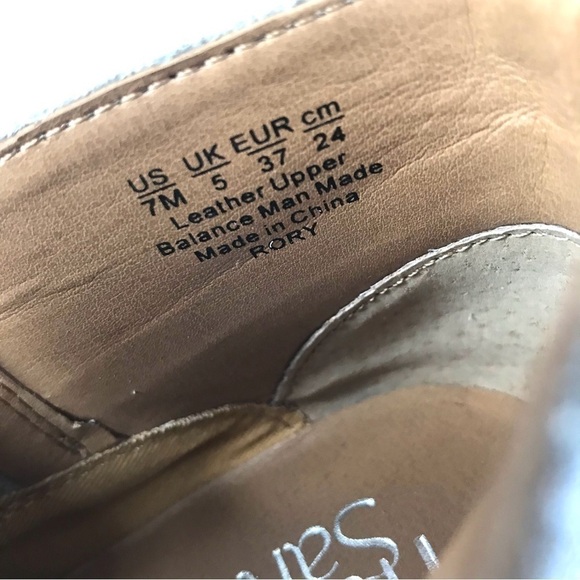 US UK EUR cm
7M 5 37 24
Leather Upper
Balance Man Made
Made in China
RORY